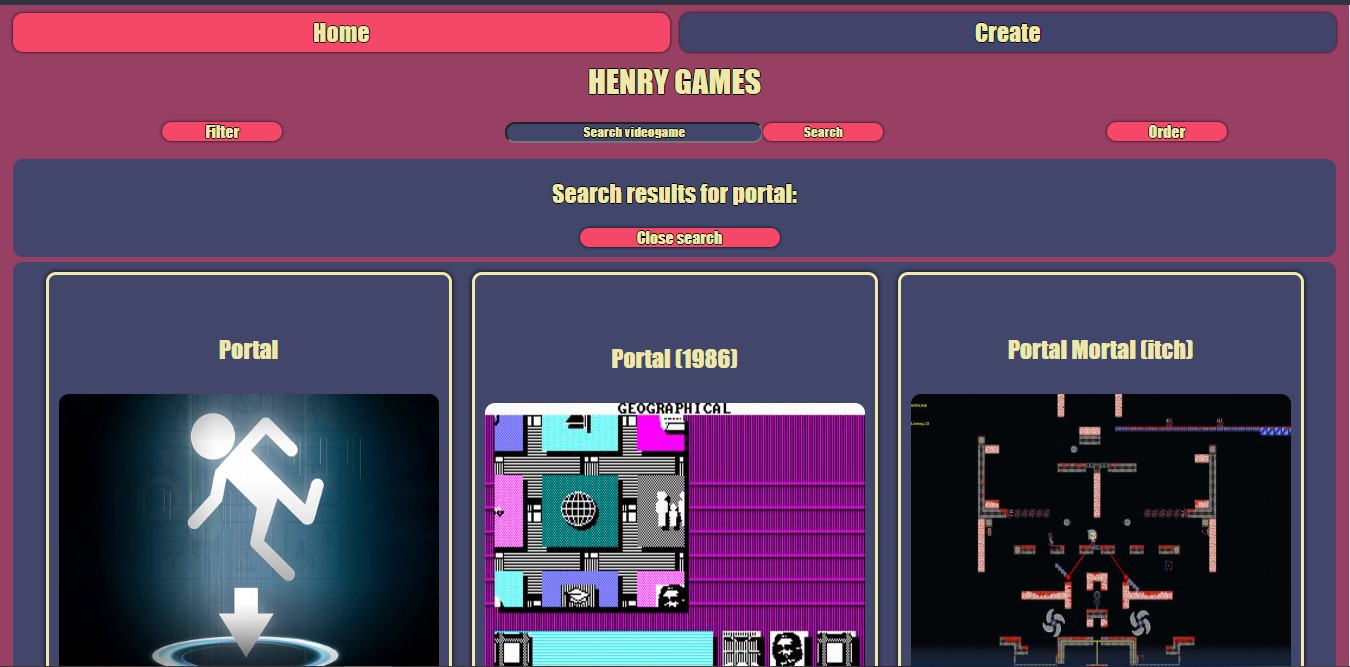 Home
Create
HENRY GAMES
Filter
Search videogame
Search
Order
Search results for portal:
Close search
Portal
Portal (1986)
Portal Mortal (itch)
GEOGRAPHICAL